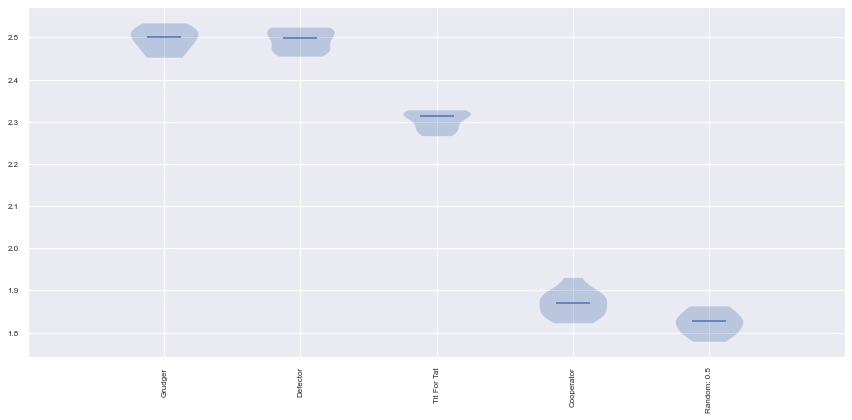 2.5
2.4
2.3
2.2
2.1
2.0
1.9
1.8
Grudger
Defector
Tit For Tat
Cooperator
Random: 0.5